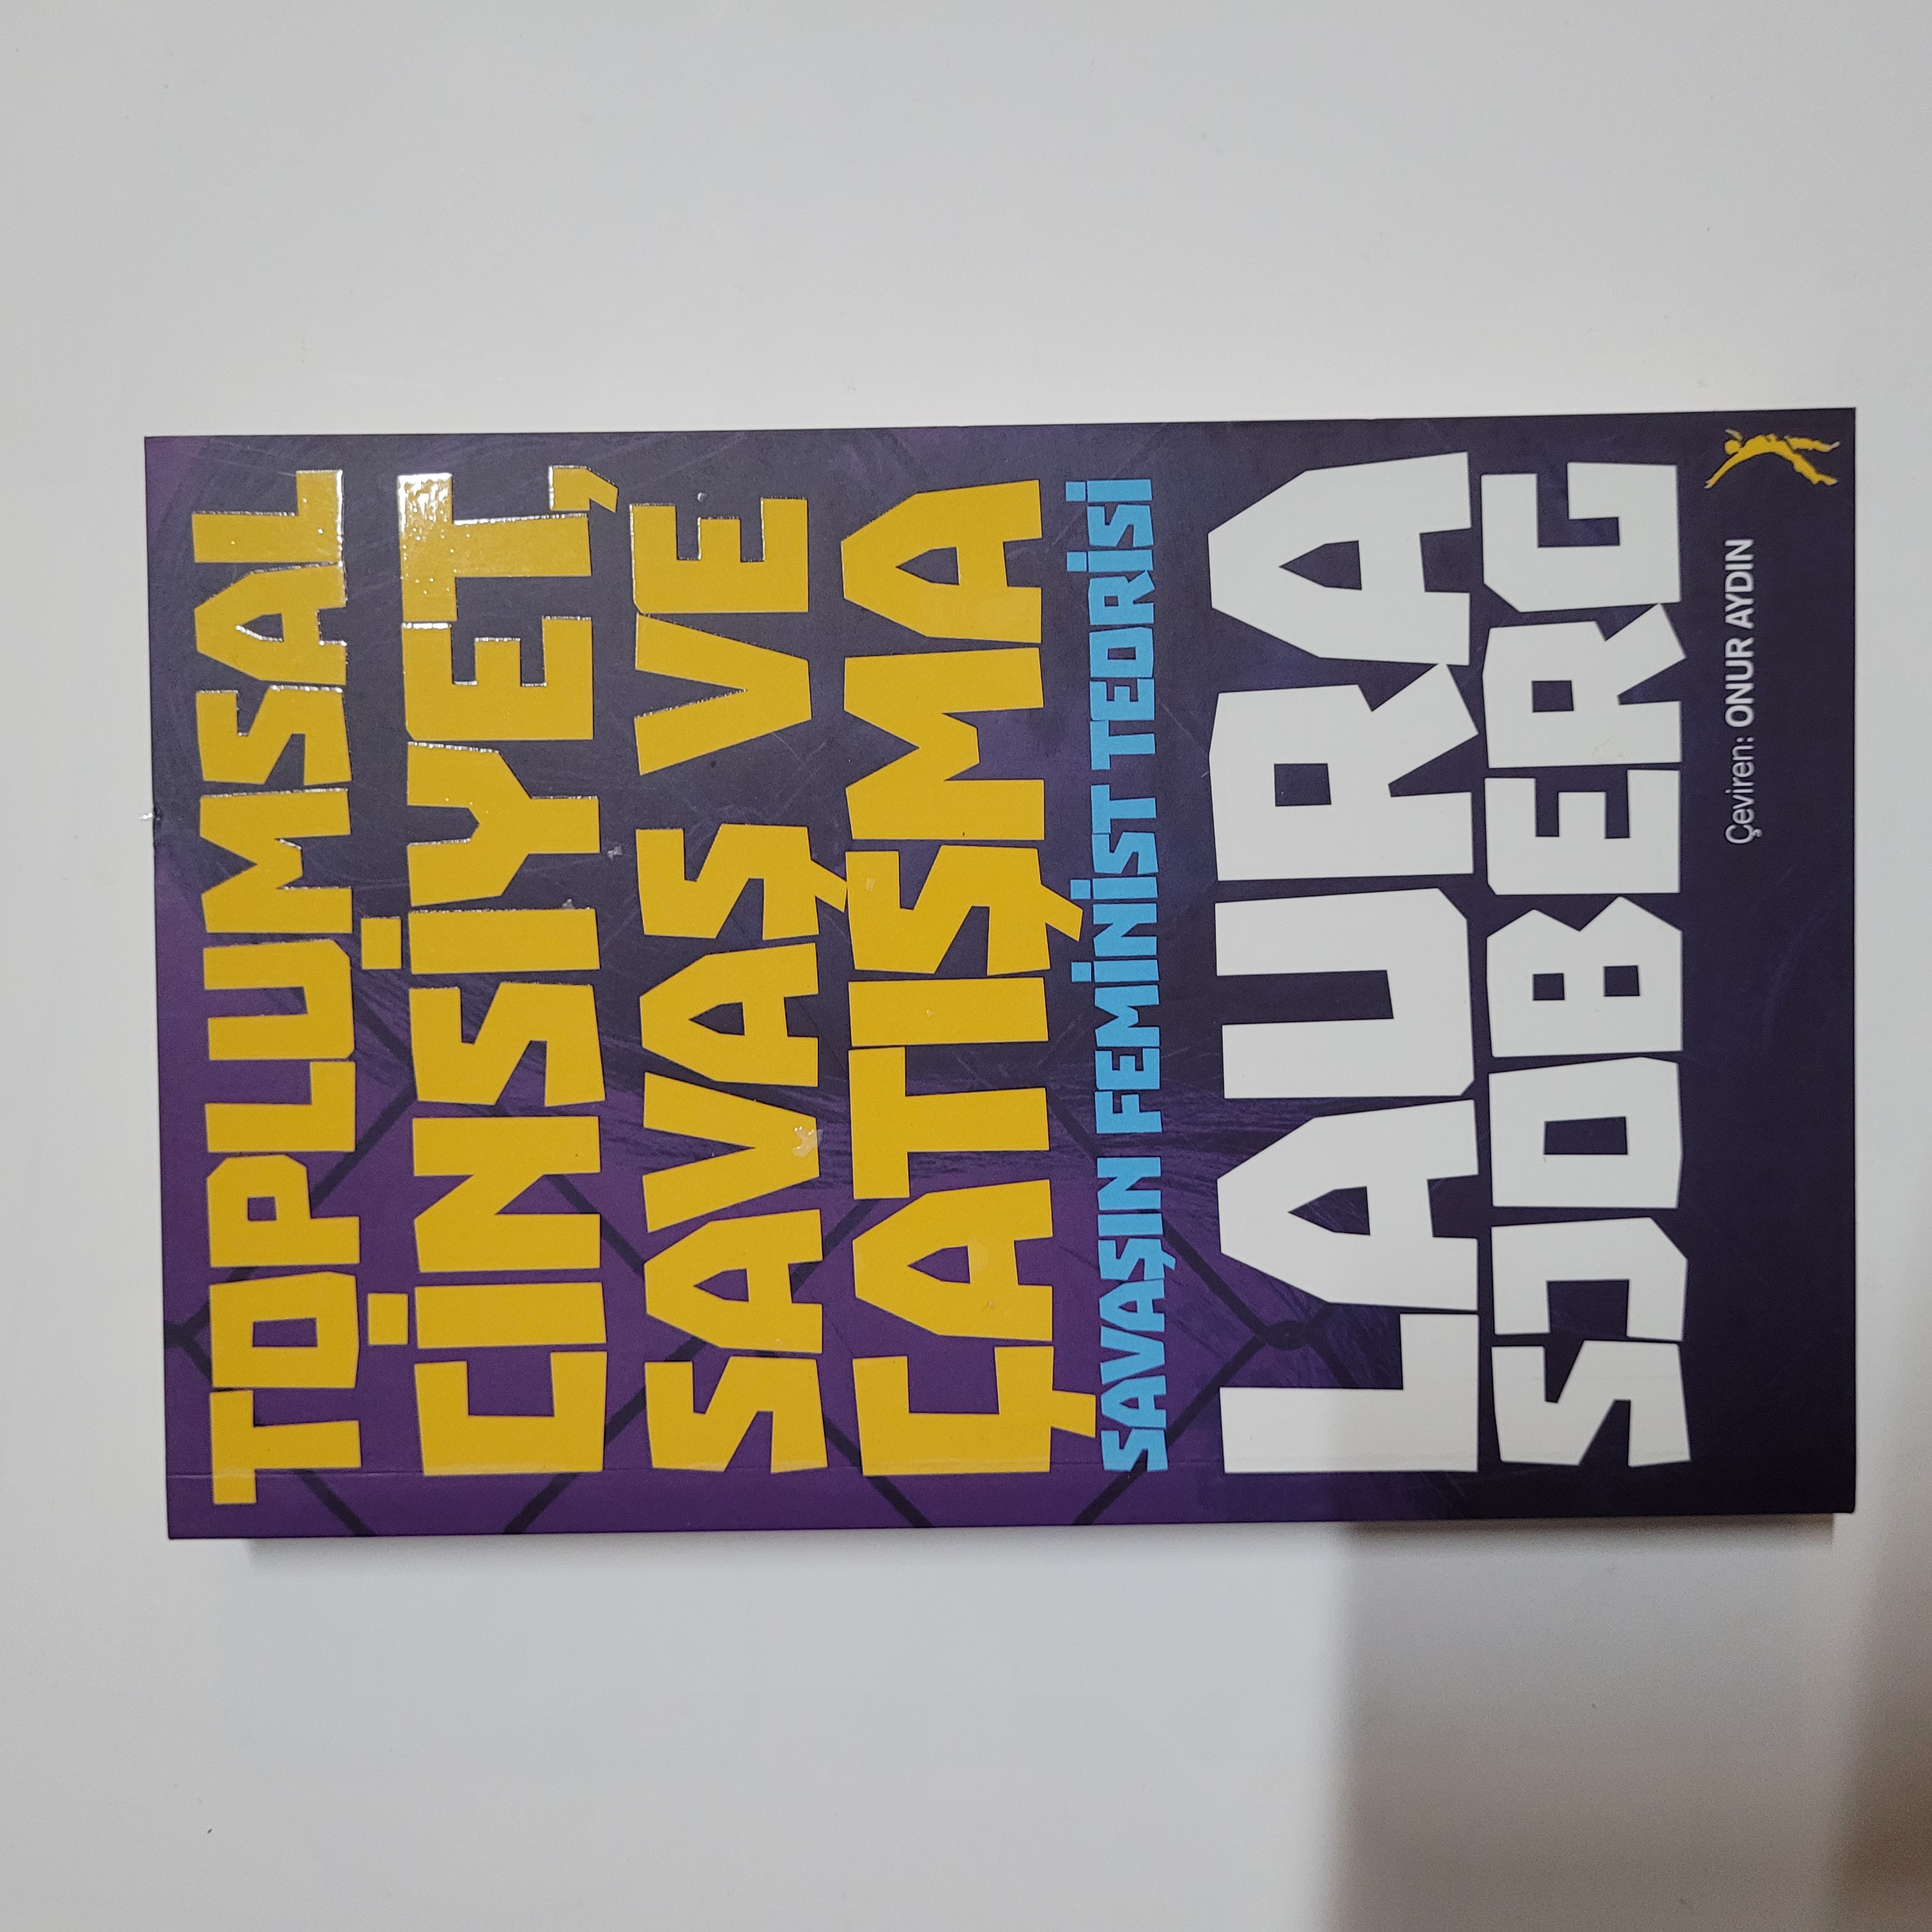 TOPLUMSAL
CİNSİYET,
SAVAŞ VE
ÇATIŞMA
SAVAŞIN FEMİNİST TEORİSİ
LAURA
SJOBERG
Çeviren: ONUR AYDIN